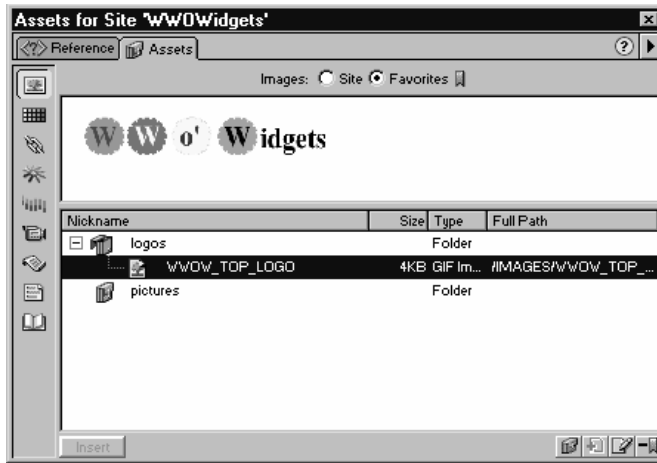 Assets for Site 'WWOWidgets'
<?> Reference Assets ?
Images: Site Favorites
W W o' Widgets
Nickname Size Type Full Path
logos Folder
WWOW_TOP_LOGO 4KB GIF Im... /IMAGES/WWOW_TOP_...
pictures Folder
Insert